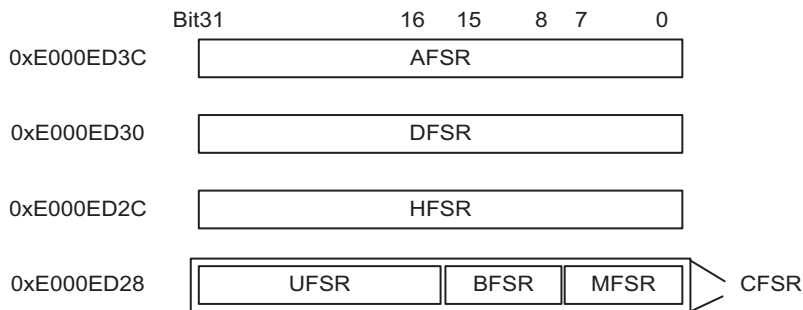 Bit31 16 15 8 7 0
0xE000ED3C AFSR
0xE000ED30 DFSR
0xE000ED2C HFSR
0xE000ED28 UFSR BFSR MFSR CFSR